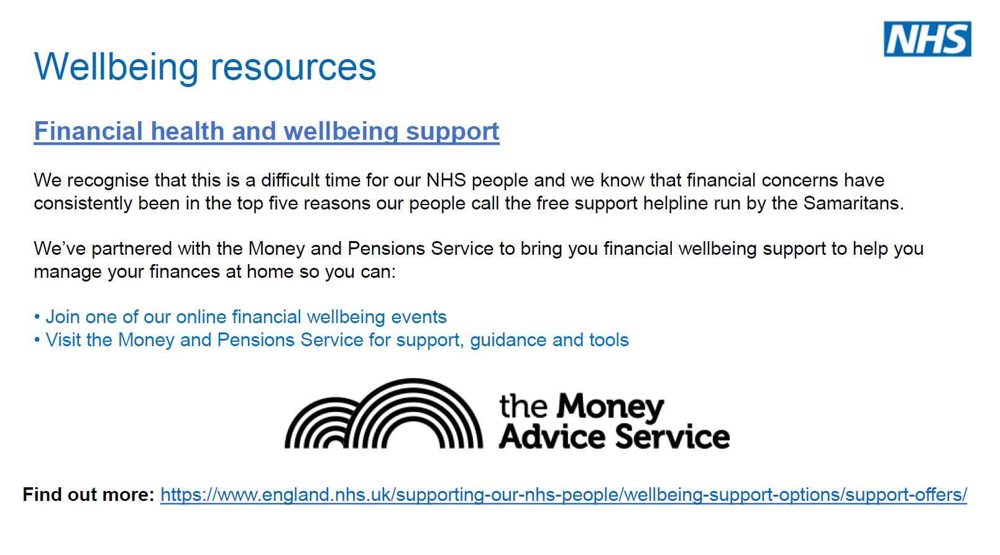 NHS
Wellbeing resources
Financial health and wellbeing support
We recognise that this is a difficult time for our NHS people and we know that financial concerns have
consistently been in the top five reasons our people call the free support helpline run by the Samaritans.
We’ve partnered with the Money and Pensions Service to bring you financial wellbeing support to help you
manage your finances at home so you can:
• Join one of our online financial wellbeing events
• Visit the Money and Pensions Service for support, guidance and tools
the Money
Advice Service
Find out more: https://www.england.nhs.uk/supporting-our-nhs-people/wellbeing-support-options/support-offers/